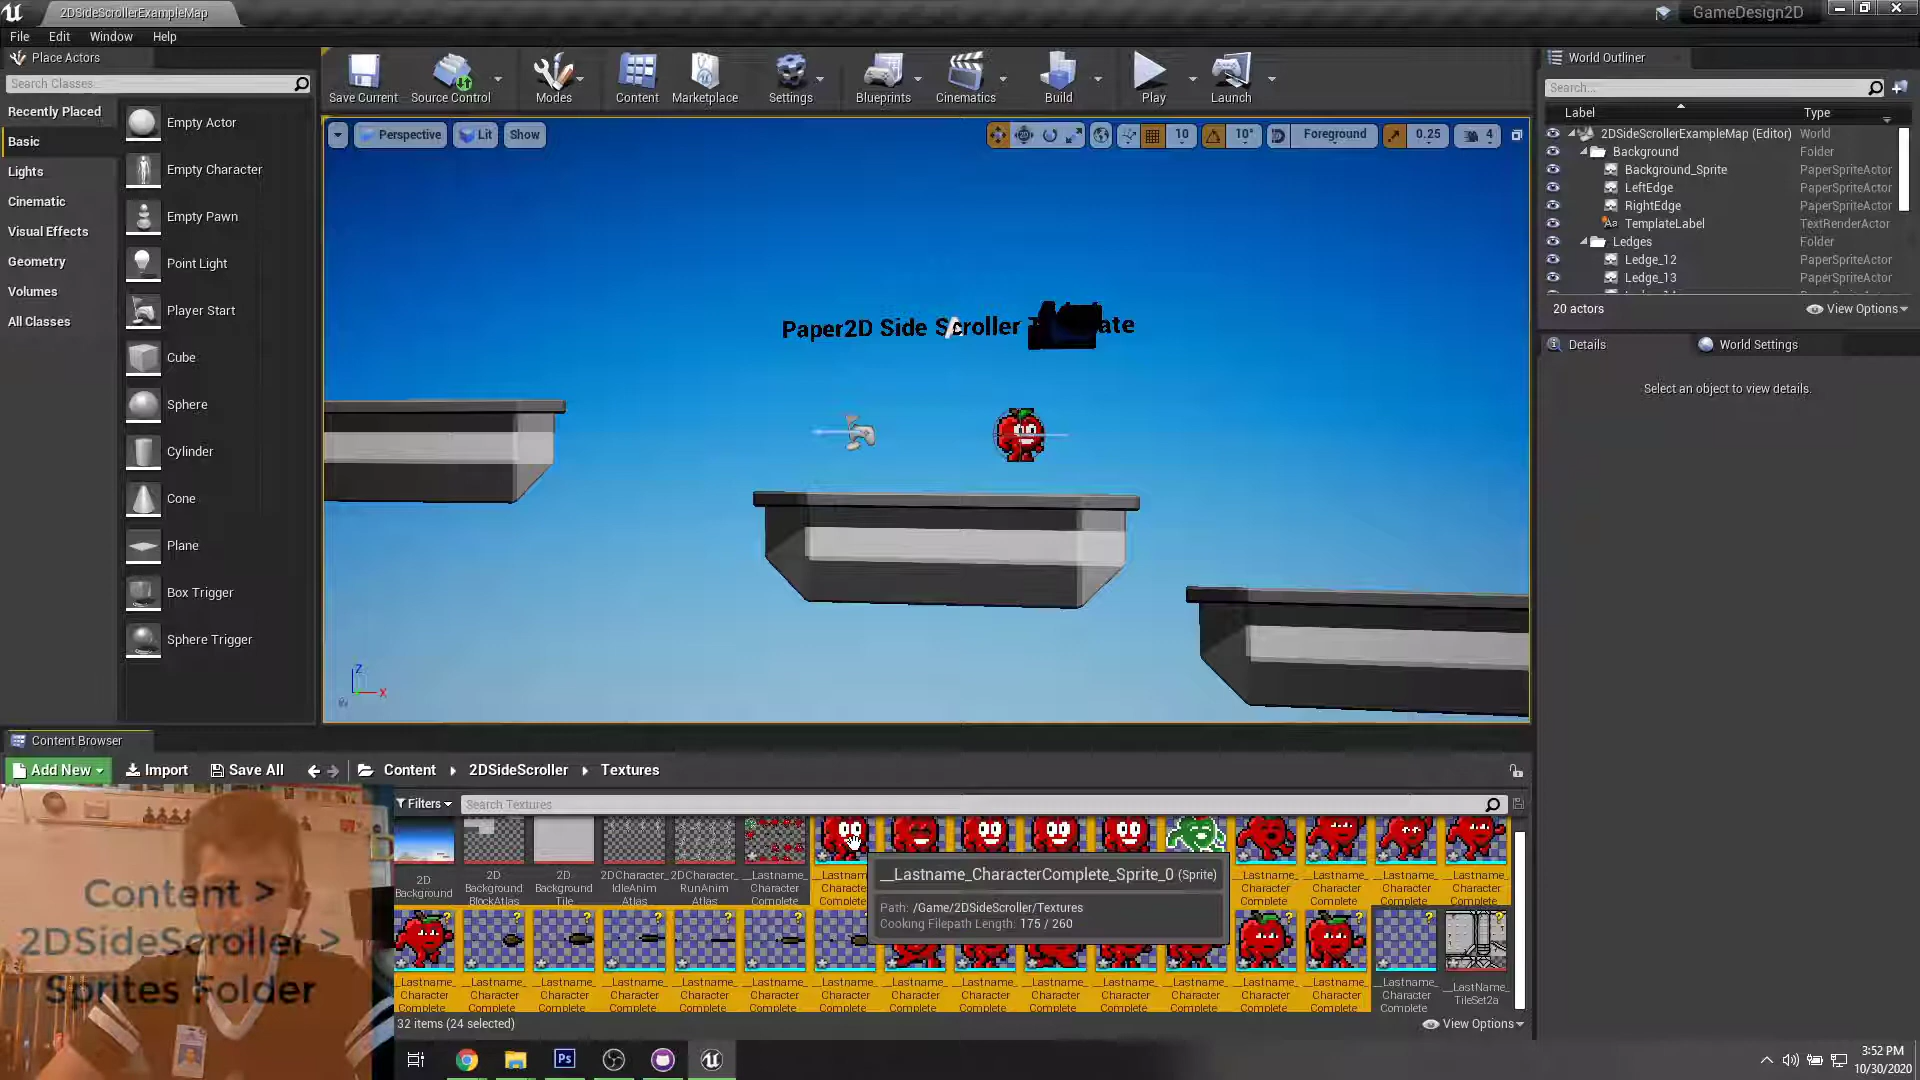 2DSideScrollerExampleMap
GameDesign2D
File Edit Window Help
Place Actors
Search Classes
Recently Placed
Basic
Lights
Cinematic
Visual Effects
Geometry
Volumes
All Classes
Empty Actor
Empty Character
Empty Pawn
Point Light
Player Start
Cube
Sphere
Cylinder
Cone
Plane
Box Trigger
Sphere Trigger
Save Current Source Control Modes Content Marketplace Settings Blueprints Cinematics Build Play Launch
Perspective Lit Show
10 10° Foreground 0.25 4
Paper2D Side Scroller
Z
X
World Outliner
Search...
Label Type
2DSideScrollerExampleMap (Editor) World
Background Folder
Background_Sprite PaperSpriteActor
LeftEdge PaperSpriteActor
RightEdge PaperSpriteActor
TemplateLabel TextRenderActor
Ledges Folder
Ledge_12 PaperSpriteActor
Ledge_13 PaperSpriteActor
20 actors View Options
Details World Settings
Select an object to view details.
Content Browser
Add New Import Save All Content 2DSideScroller Textures
Filters Search Textures
2D Background
2D Background BlockAtlas
2D Background Tile
2DCharacter_IdleAnim Atlas
2DCharacter_RunAnim Atlas
__Lastname_Character Complete
__Lastname_CharacterComplete_Sprite_0 (Sprite)
Path: /Game/2DSideScroller/Textures
Cooking Filepath Length: 175 / 260
_Lastname_ Character Complete
__LastName_TileSet2a
32 items (24 selected)
View Options
Content >
2DSideScroller >
Sprites Folder
Ps
3:52 PM
10/30/2020